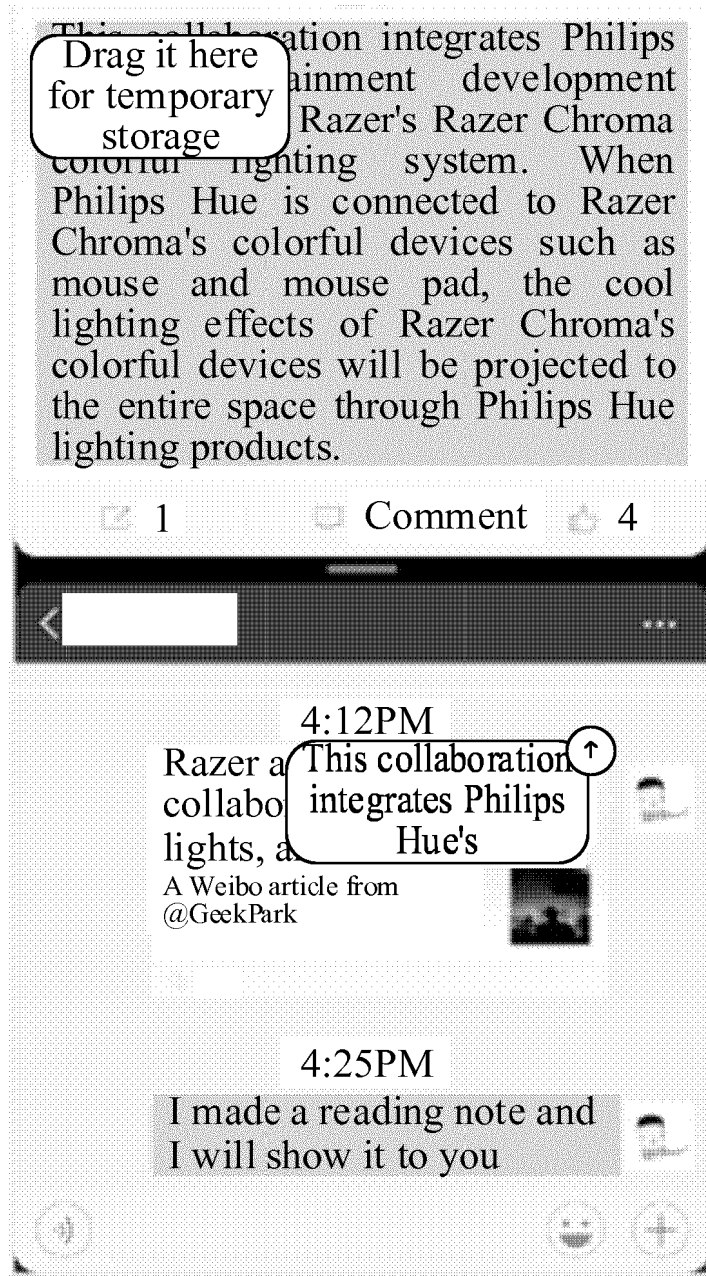 This collaboration integrates Philips
Drag it here
for temporary
storage
development
Razer's Razer Chroma
colorful lighting system. When
Philips Hue is connected to Razer
Chroma's colorful devices such as
mouse and mouse pad, the cool
lighting effects of Razer Chroma's
colorful devices will be projected to
the entire space through Philips Hue
lighting products.
1
Comment
4
4:12PM
Razer a
This collaboration
integrates Philips
Hue's
lights,
A Weibo article from
@GeekPark
4:25PM
I made a reading note and
I will show it to you